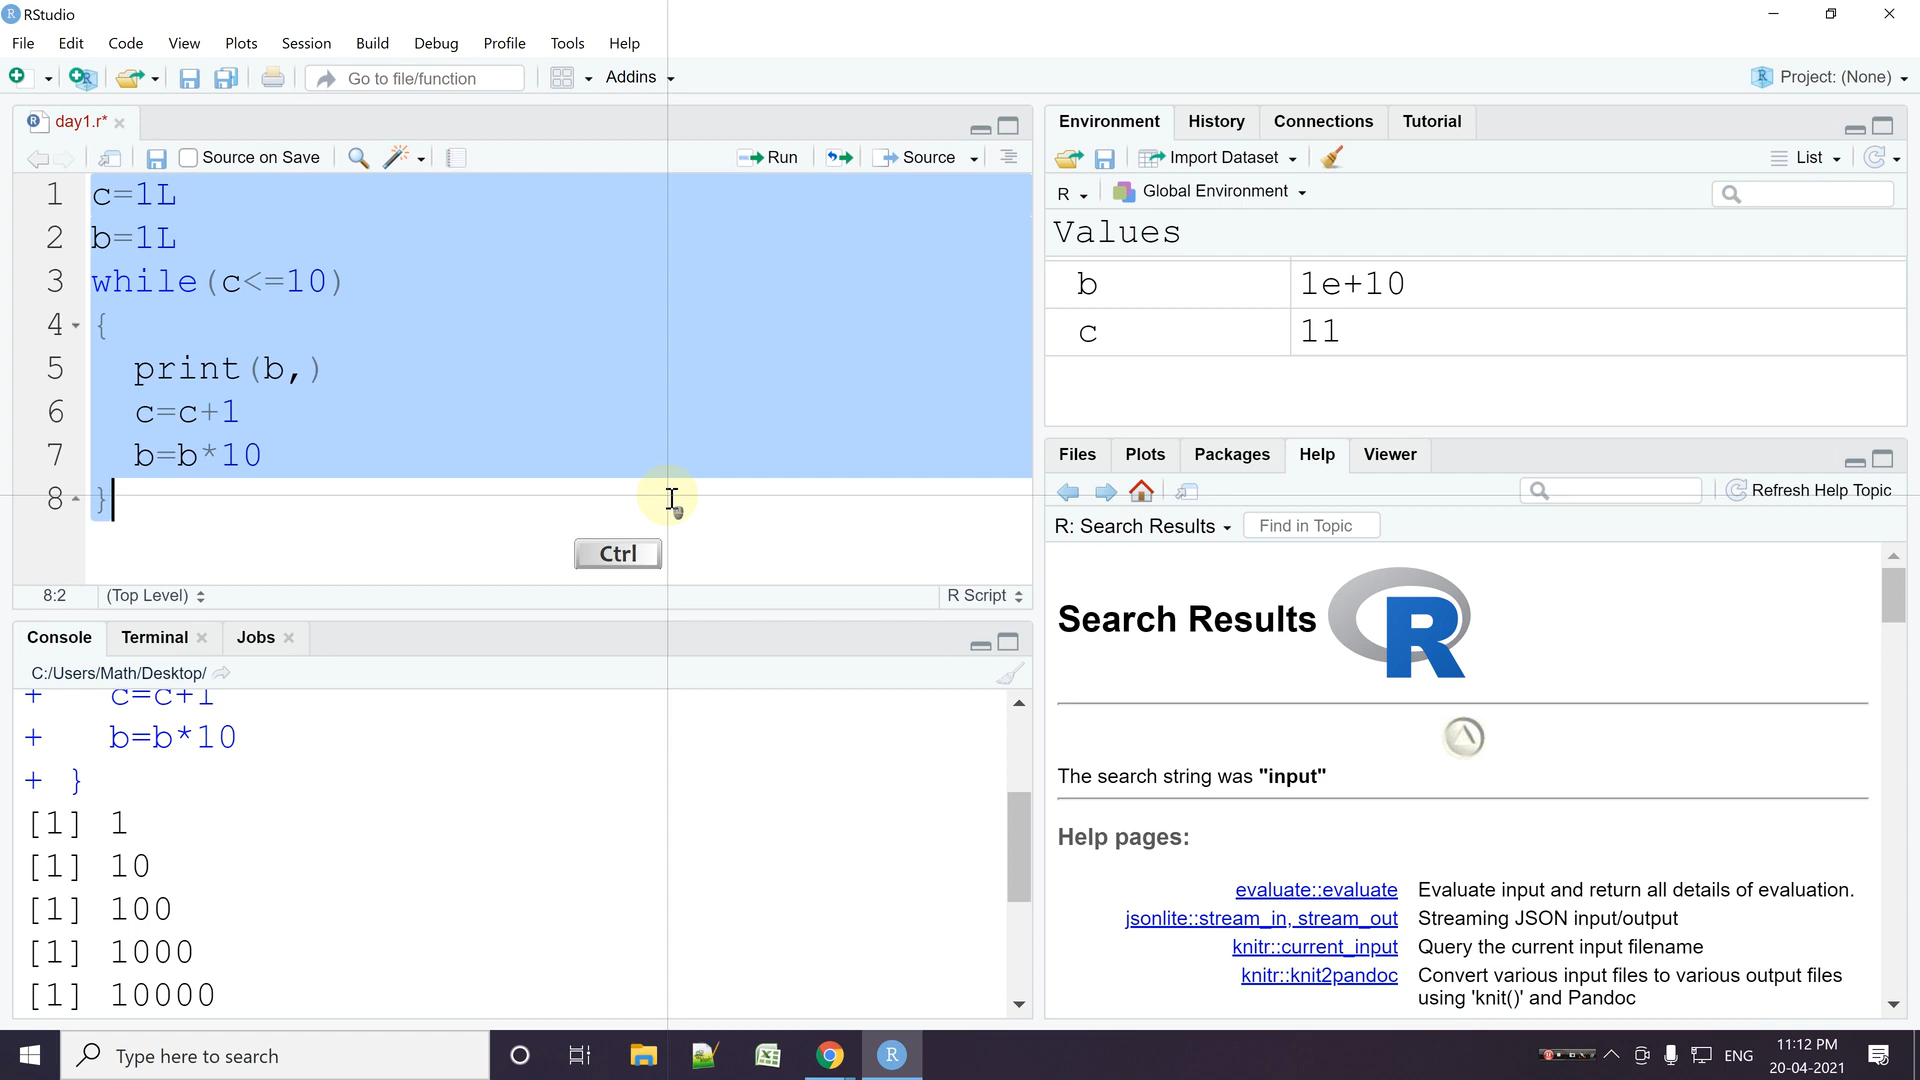 RStudio
File Edit Code View Plots Session Build Debug Profile Tools Help
Go to file/function Addins Project: (None)
day1.r*
Source on Save Run Source
1 c=1L
2 b=1L
3 while(c<=10)
4 {
5 print(b,)
6 c=c+1
7 b=b*10
8 }
Ctrl
8:2 (Top Level) R Script
Console Terminal Jobs
C:/Users/Math/Desktop/
+ c=c+1
+ b=b*10
+ }
[1] 1
[1] 10
[1] 100
[1] 1000
[1] 10000
Environment History Connections Tutorial
Import Dataset List
R Global Environment
Values
b 1e+10
c 11
Files Plots Packages Help Viewer
Refresh Help Topic
R: Search Results Find in Topic
Search Results R
The search string was "input"
Help pages:
evaluate::evaluate Evaluate input and return all details of evaluation.
jsonlite::stream_in, stream_out Streaming JSON input/output
knitr::current_input Query the current input filename
knitr::knit2pandoc Convert various input files to various output files
using 'knit()' and Pandoc
Type here to search
ENG
11:12 PM
20-04-2021